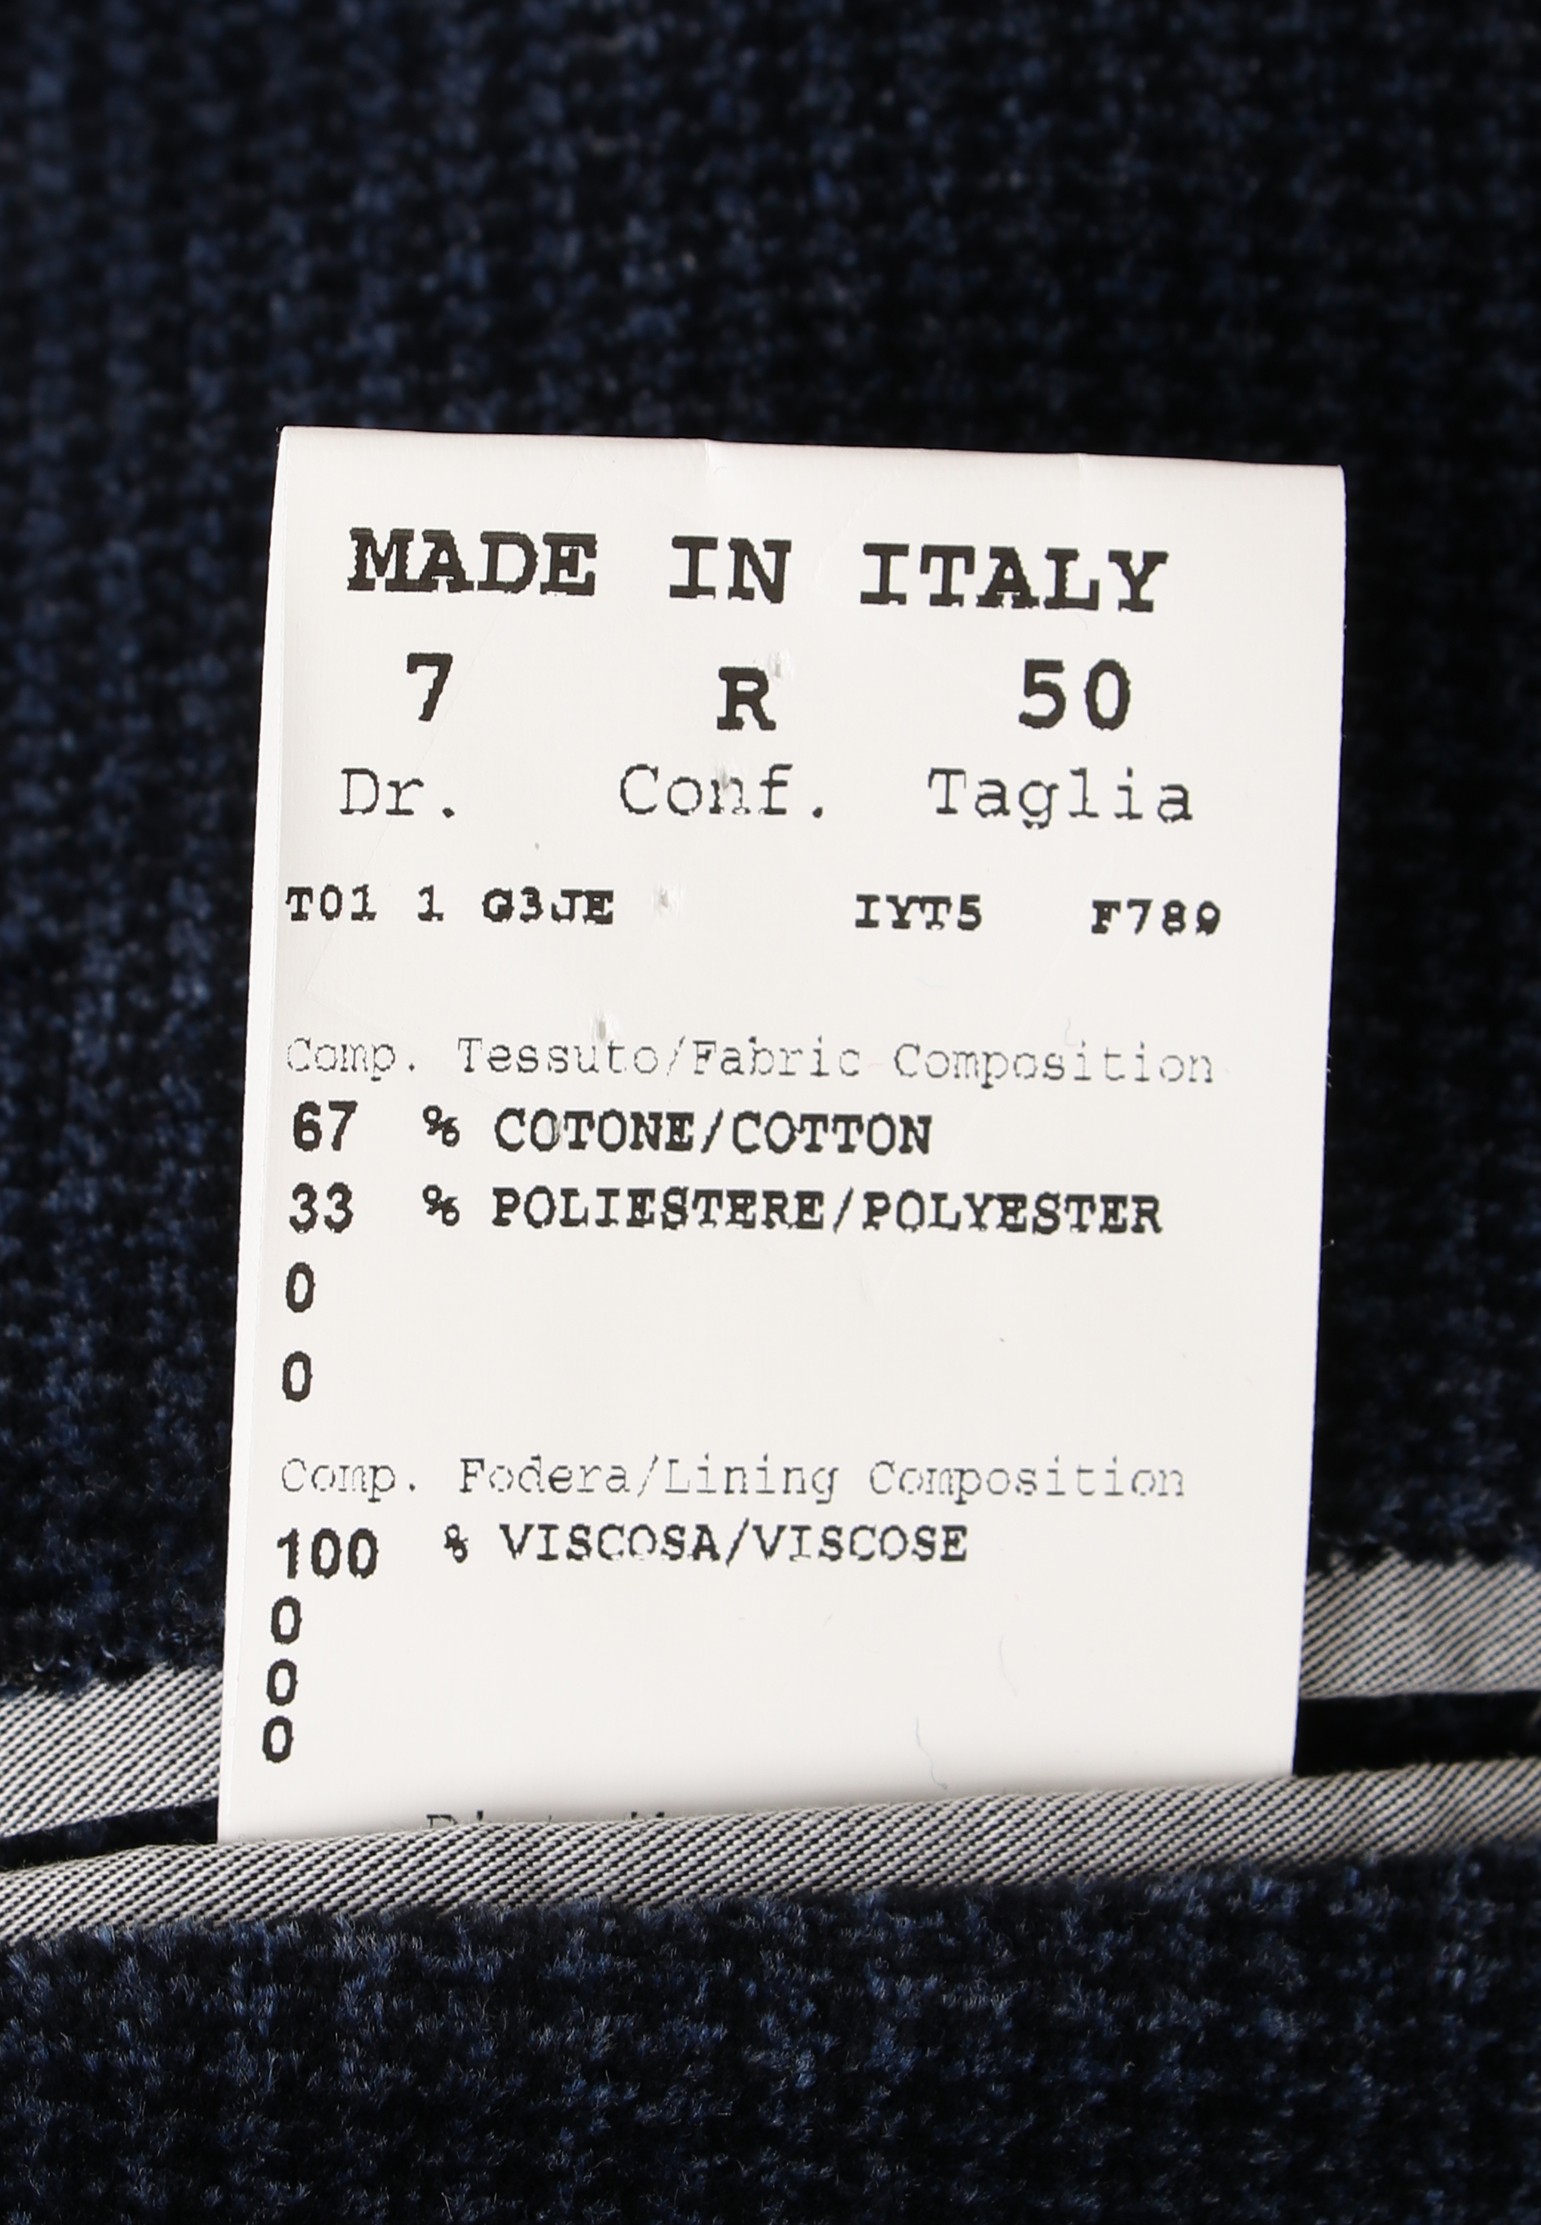 MADE IN ITALY
7 R 50
Dr. Conf. Taglia
T01 1 G3JE IYT5 F789
Comp. Tessuto/Fabric Composition
67 % COTONE/COTTON
33 % POLIESTERE/POLYESTER
0
0
Comp. Fodera/Lining Composition
100 % VISCOSA/VISCOSE
0
0
0